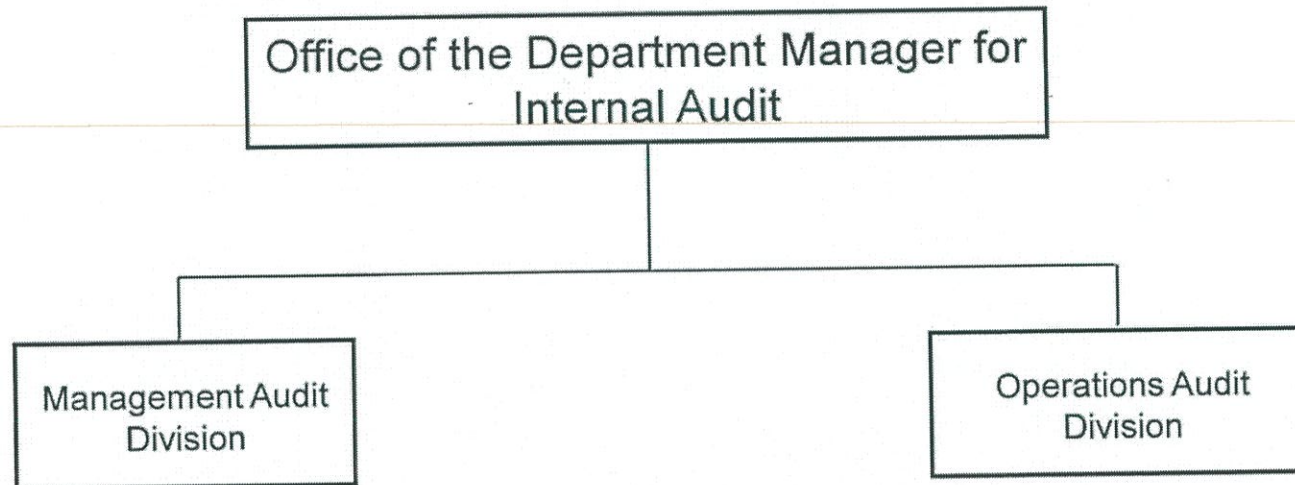 Office of the Department Manager for
Internal Audit
Management Audit
Division
Operations Audit
Division